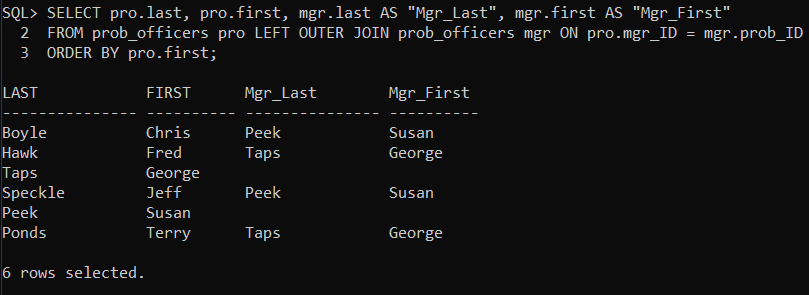 SQL> SELECT pro.last, pro.first, mgr.last AS "Mgr_Last", mgr.first AS "Mgr_First"
  2  FROM prob_officers pro LEFT OUTER JOIN prob_officers mgr ON pro.mgr_ID = mgr.prob_ID
  3  ORDER BY pro.first;

LAST            FIRST      Mgr_Last        Mgr_First
--------------- ---------- --------------- ----------
Boyle           Chris      Peek            Susan
Hawk            Fred       Taps            George
Taps            George
Speckle         Jeff       Peek            Susan
Peek            Susan
Ponds           Terry      Taps            George

6 rows selected.